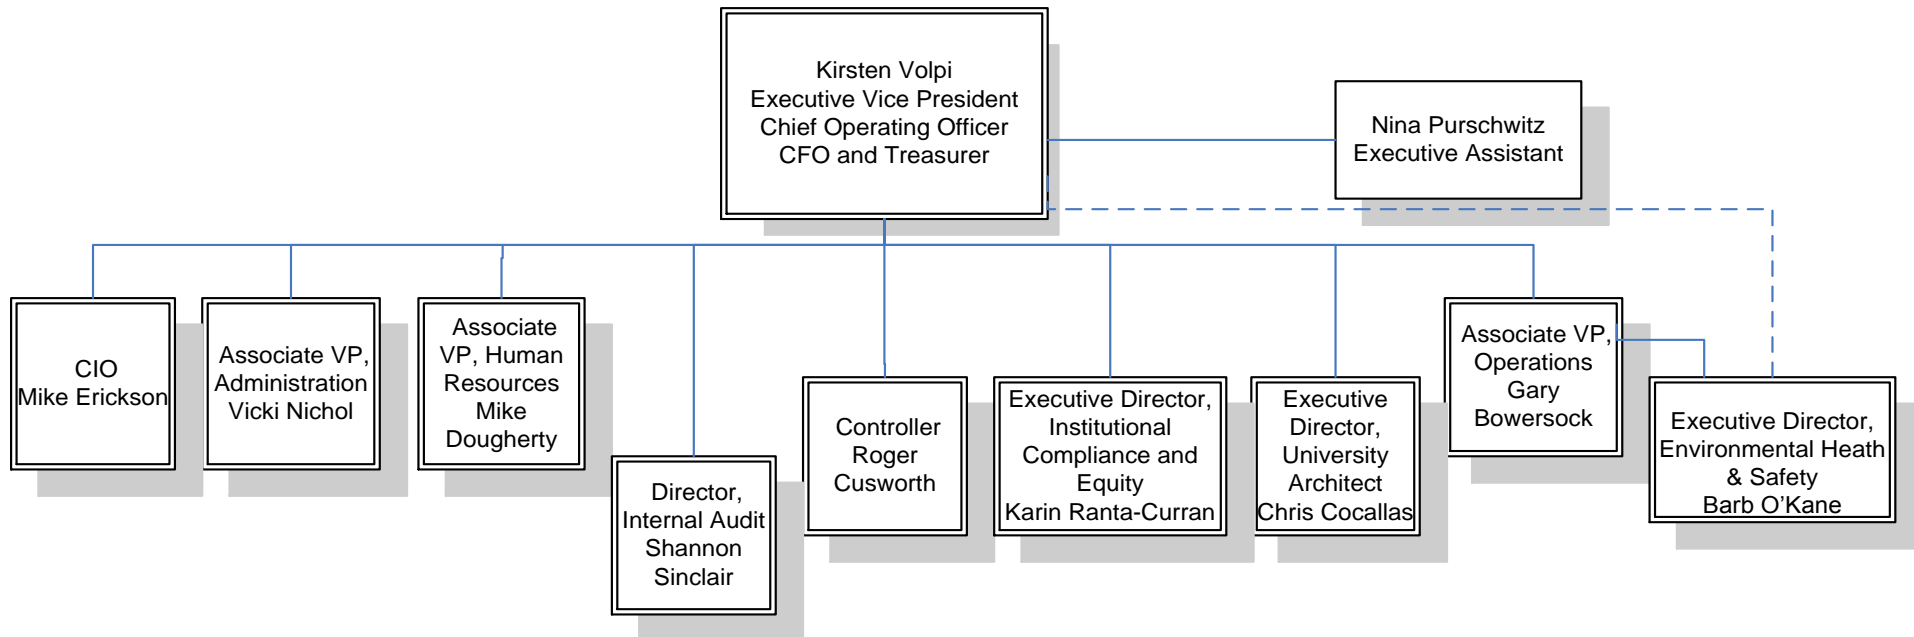 Kirsten Volpi
Executive Vice President
Chief Operating Officer
CFO and Treasurer
Nina Purschwitz
Executive Assistant
CIO
Mike Erickson
Associate VP,
Administration
Vicki Nichol
Associate
VP, Human
Resources
Mike
Dougherty
Director,
Internal Audit
Shannon
Sinclair
Controller
Roger
Cusworth
Executive Director,
Institutional
Compliance and
Equity
Karin Ranta-Curran
Executive
Director,
University
Architect
Chris Cocallas
Associate VP,
Operations
Gary
Bowersock
Executive Director,
Environmental Heath
& Safety
Barb O’Kane